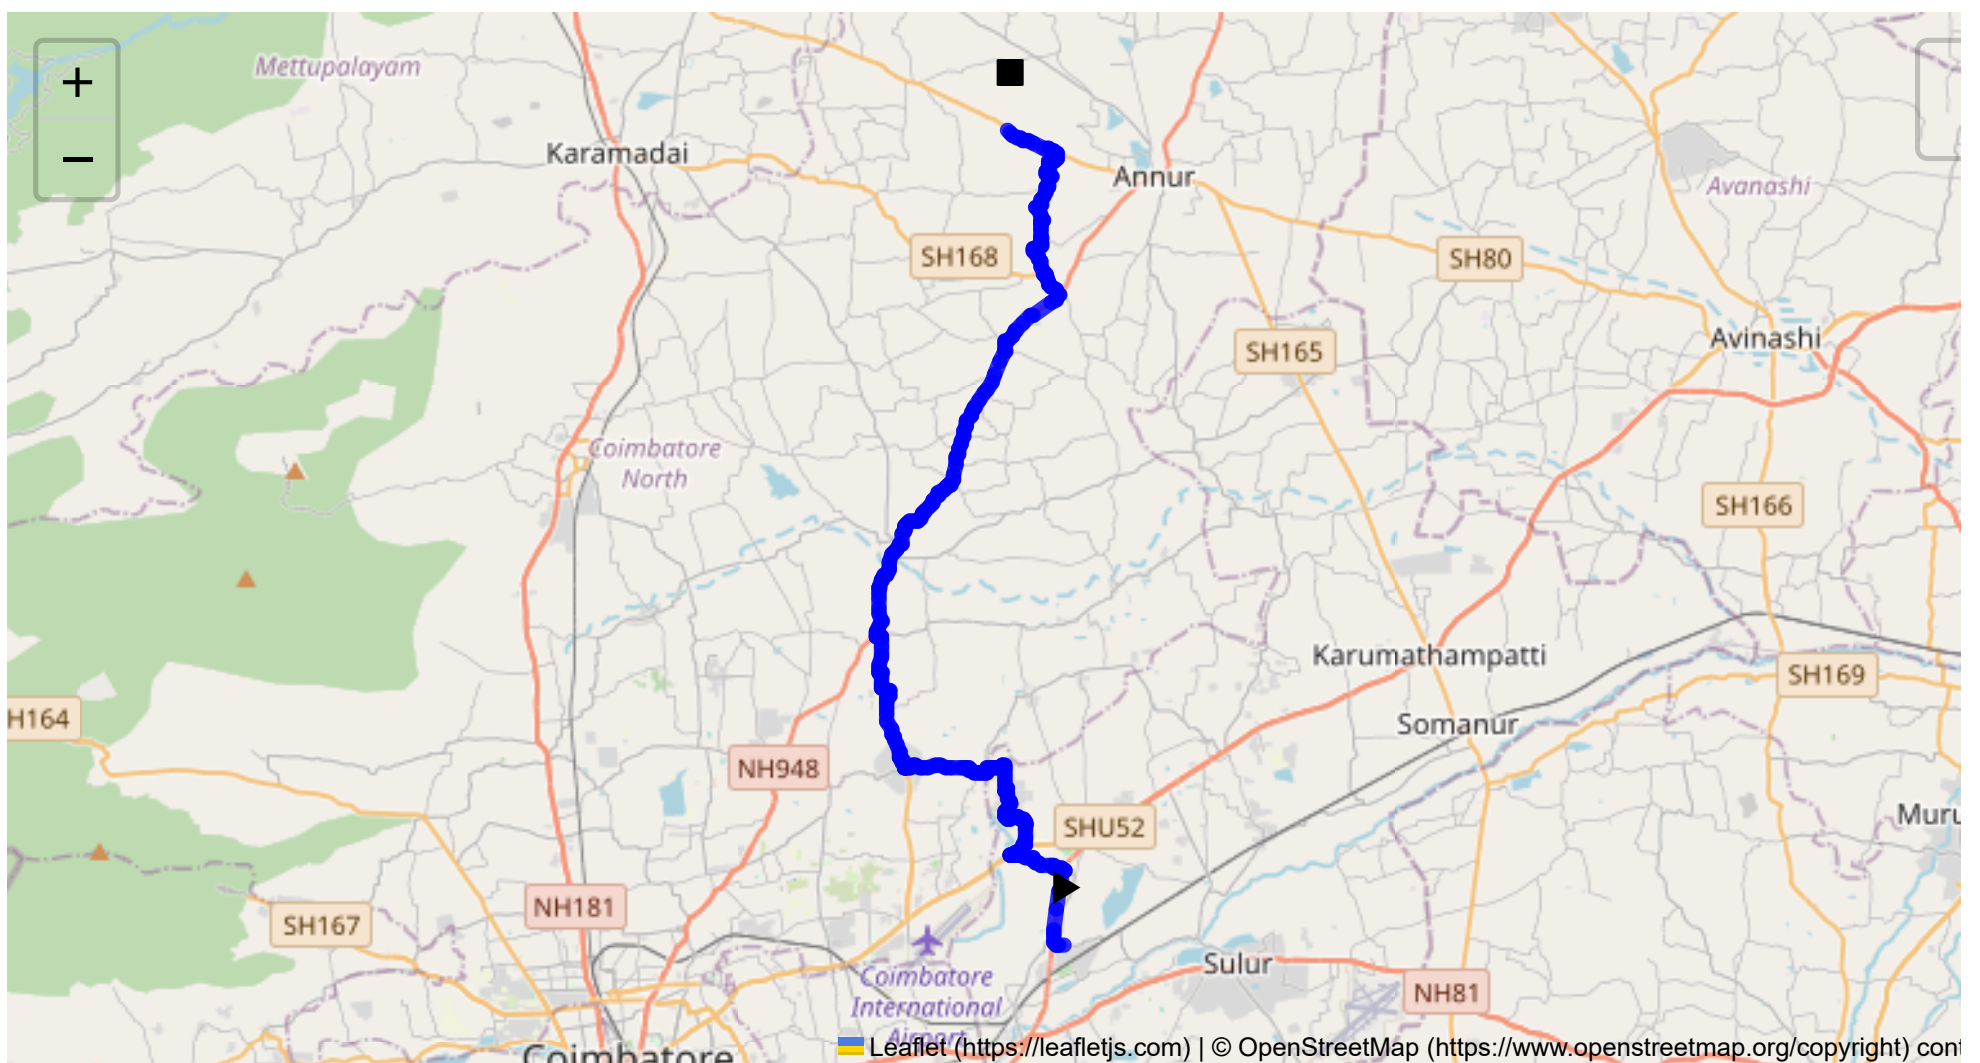 +
−
Mettupalayam
Karamadai
Annur
Avanashi
SH168
SH80
SH165
Avinashi
Coimbatore
North
SH166
Karumathampatti
SH169
H164
Somanur
NH948
SHU52
Muru
NH181
SH167
Sulur
NH81
Coimbatore
International
Airport
Coimbatore
Leaflet (https://leafletjs.com) | © OpenStreetMap (https://www.openstreetmap.org/copyright) cont